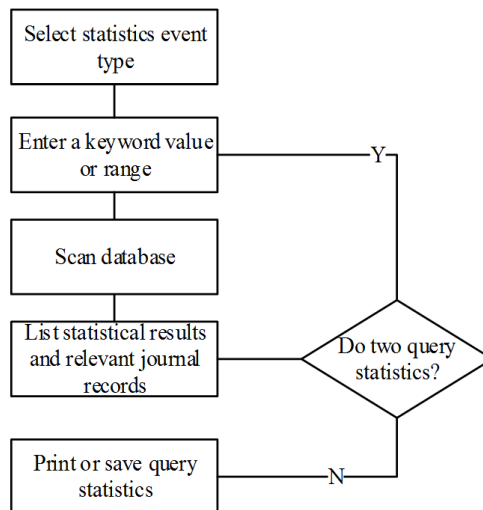 Select statistics event
type
Enter a keyword value
or range
Y
Scan database
List statistical results
and relevant journal
records
Do two query
statistics?
Print or save query
statistics
N